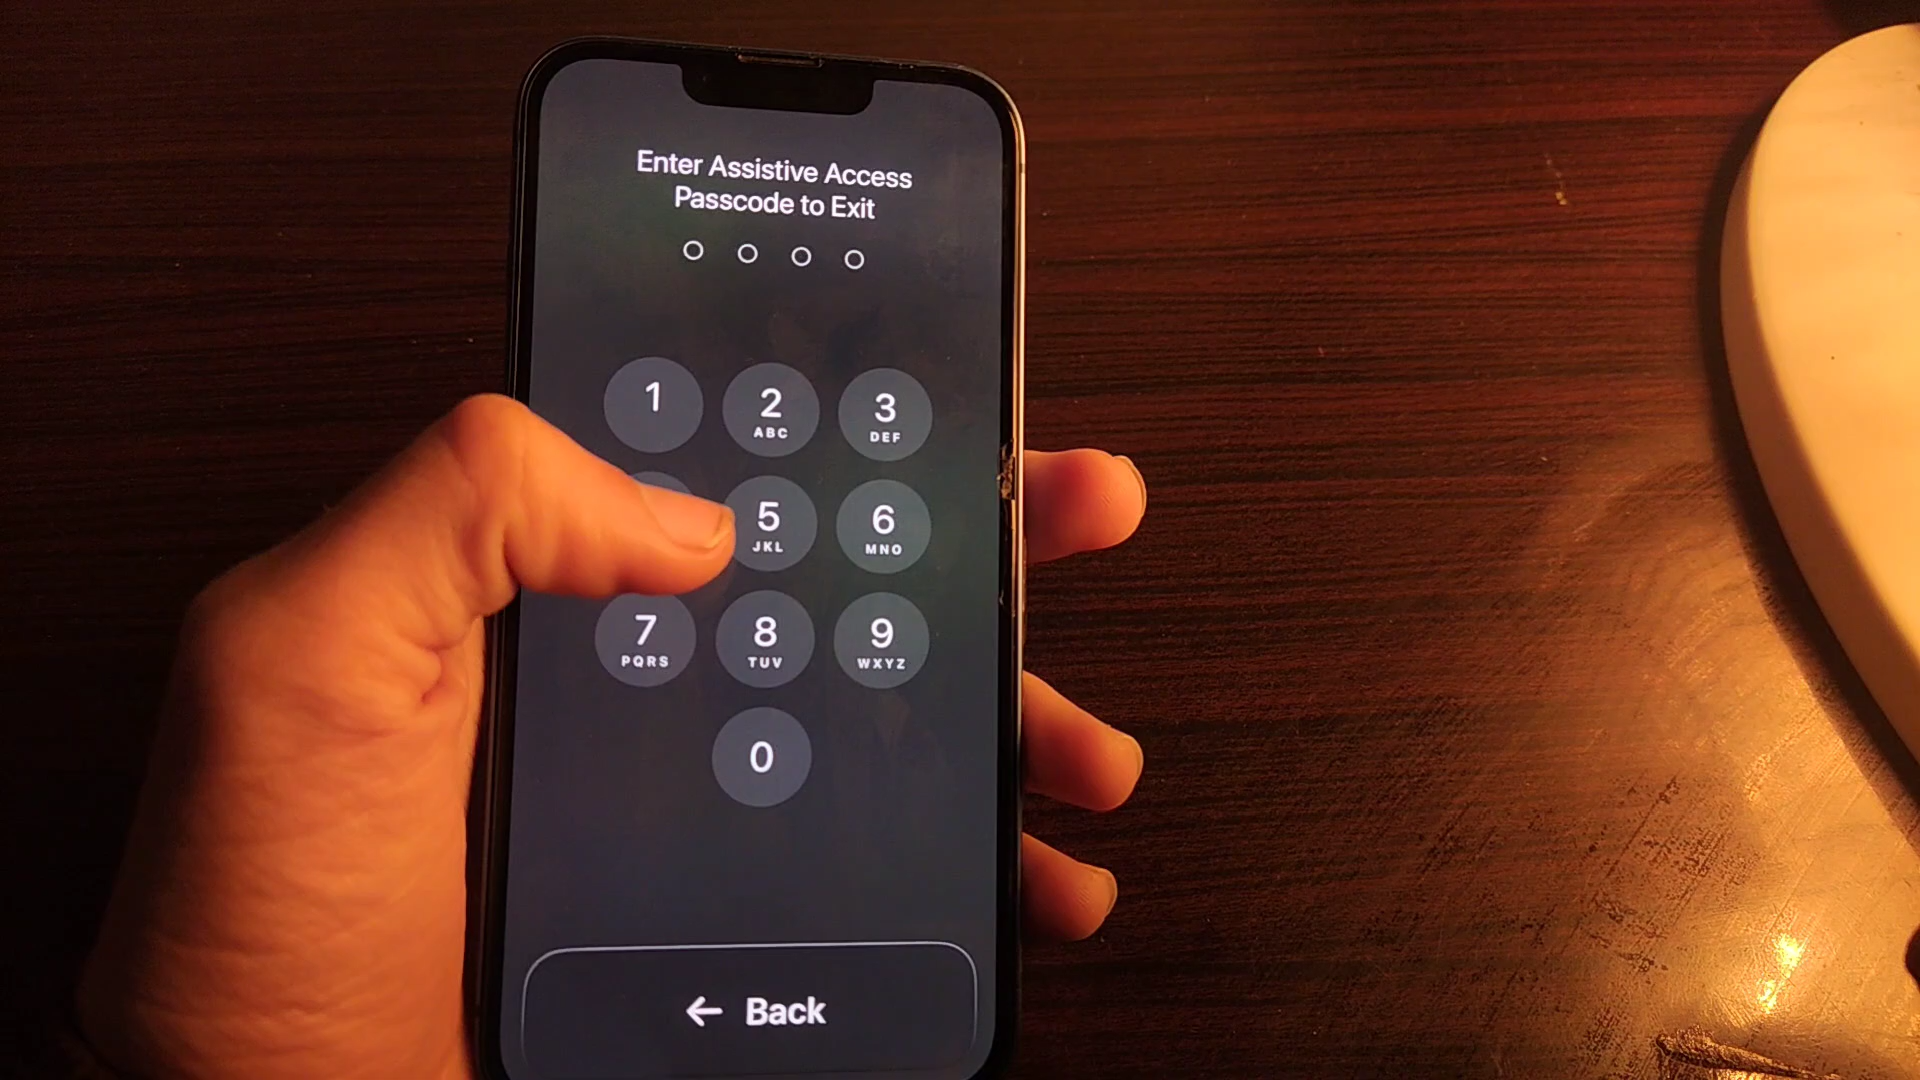 Enter Assistive Access
Passcode to Exit
1
2
ABC
3
DEF
5
JKL
6
MNO
7
PQRS
8
TUV
9
WXYZ
0
← Back